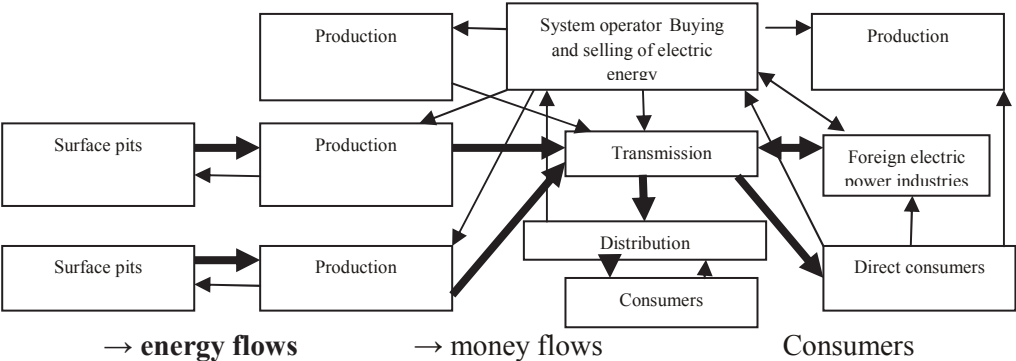 Production
System operator Buying
and selling of electric
energy
Production
Surface pits
Production
Transmission
Foreign electric
power industries
Surface pits
Production
Distribution
Direct consumers
Consumers
→ energy flows → money flows Consumers